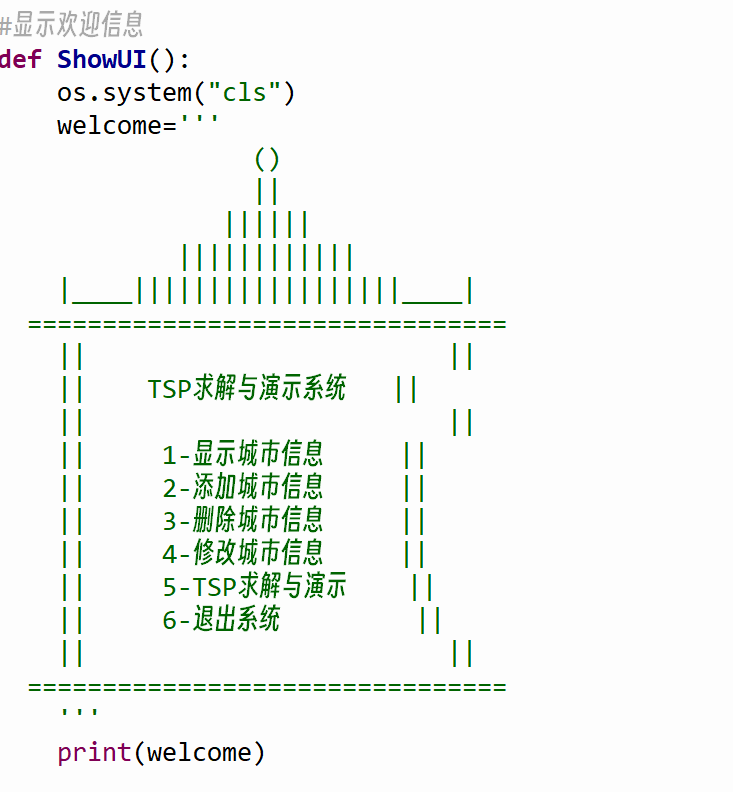 #显示欢迎信息
def ShowUI():
    os.system("cls")
    welcome='''
                 ()
                 ||
               ||||||
            ||||||||||||
    |____||||||||||||||||||____|
  ================================
    ||                        ||
    ||    TSP求解与演示系统   ||
    ||                        ||
    ||     1-显示城市信息     ||
    ||     2-添加城市信息     ||
    ||     3-删除城市信息     ||
    ||     4-修改城市信息     ||
    ||     5-TSP求解与演示    ||
    ||     6-退出系统         ||
    ||                        ||
  ================================
    '''
    print(welcome)